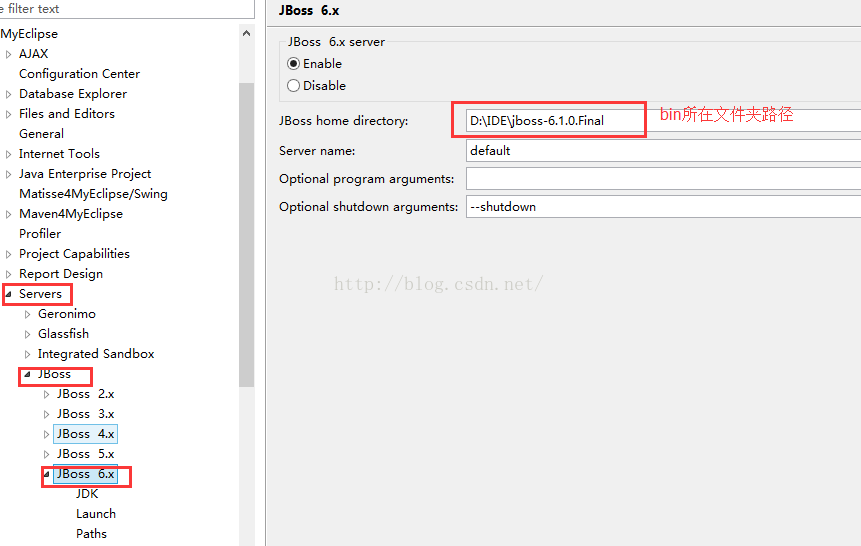 e filter text
MyEclipse
AJAX
Configuration Center
Database Explorer
Files and Editors
General
Internet Tools
Java Enterprise Project
Matisse4MyEclipse/Swing
Maven4MyEclipse
Profiler
Project Capabilities
Report Design
Servers
Geronimo
Glassfish
Integrated Sandbox
JBoss
JBoss 2.x
JBoss 3.x
JBoss 4.x
JBoss 5.x
JBoss 6.x
JDK
Launch
Paths
JBoss 6.x
JBoss 6.x server
Enable
Disable
JBoss home directory: D:\IDE\jboss-6.1.0.Final bin所在文件夹路径
Server name: default
Optional program arguments:
Optional shutdown arguments: --shutdown
http://blog.csdn.net/